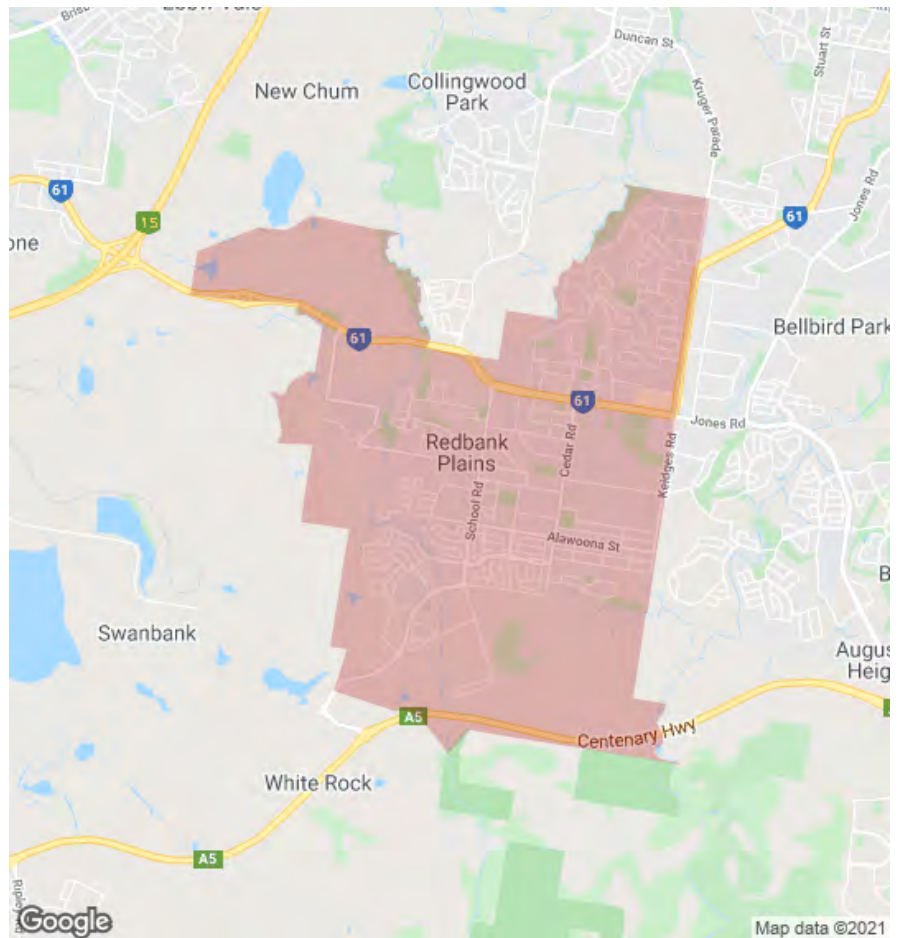 Duncan St
Stuart St
New Chum
Collingwood
Park
Kruger Parade
61
15
61
Jones Rd
one
Bellbird Park
61
61
Jones Rd
Redbank
Plains
Cedar Rd
Keidges Rd
School Rd
Alawoona St
B
Swanbank
Augus
Heig
A5
Centenary Hwy
White Rock
A5
Google
Map data ©2021